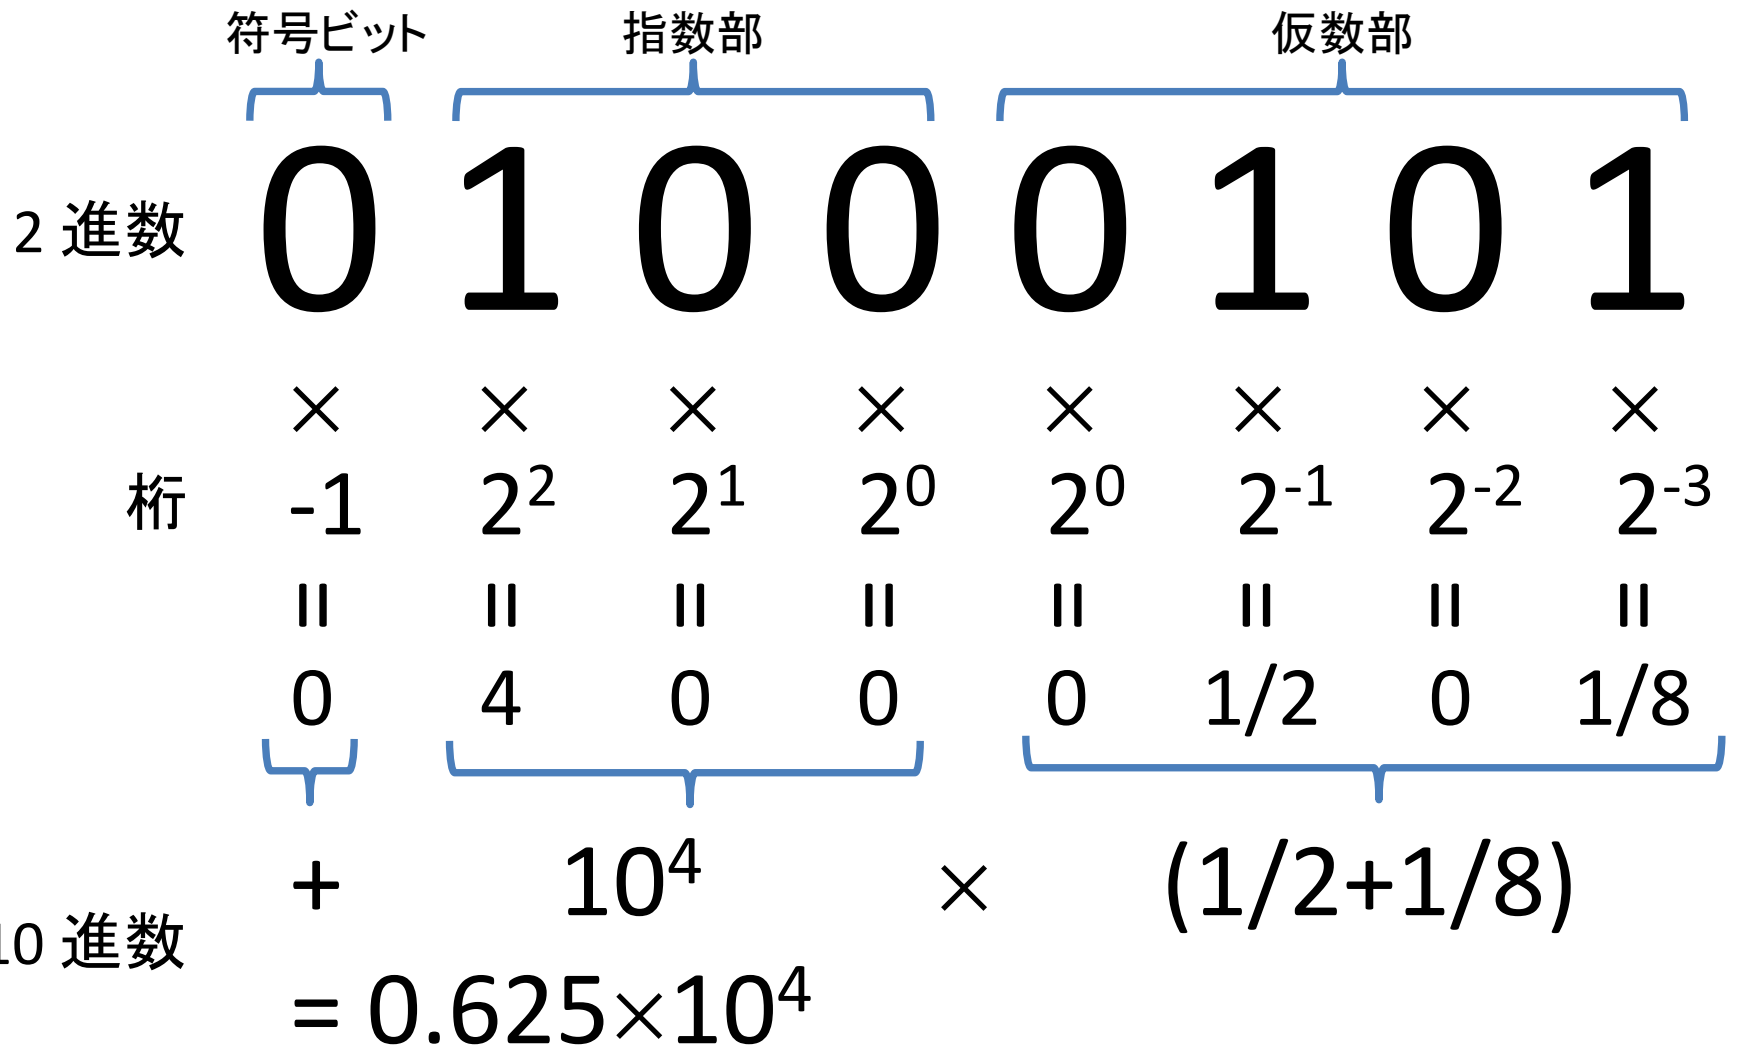 符号ビット 指数部 仮数部
2 進数 0 1 0 0 0 1 0 1
× × × × × × × ×
桁 -1 2² 2¹ 2⁰ 2⁰ 2⁻¹ 2⁻² 2⁻³
= = = = = = = =
0 4 0 0 0 1/2 0 1/8
+ 10⁴ × (1/2+1/8)
10 進数
= 0.625×10⁴